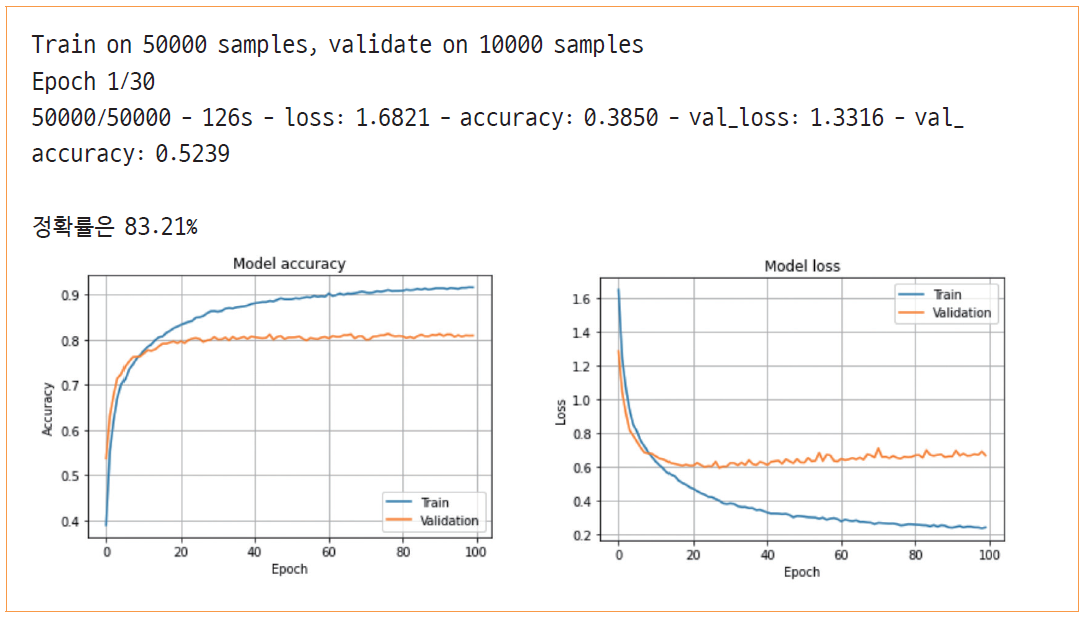 Train on 50000 samples, validate on 10000 samples
Epoch 1/30
50000/50000 - 126s - loss: 1.6821 - accuracy: 0.3850 - val_loss: 1.3316 - val_
accuracy: 0.5239
정확률은 83.21%
Model accuracy
0.9
0.8
0.7
0.6
0.5
0.4
Accuracy
0 20 40 60 80 100
Epoch
Train
Validation
Model loss
1.6
1.4
1.2
1.0
0.8
0.6
0.4
0.2
Loss
0 20 40 60 80 100
Epoch
Train
Validation